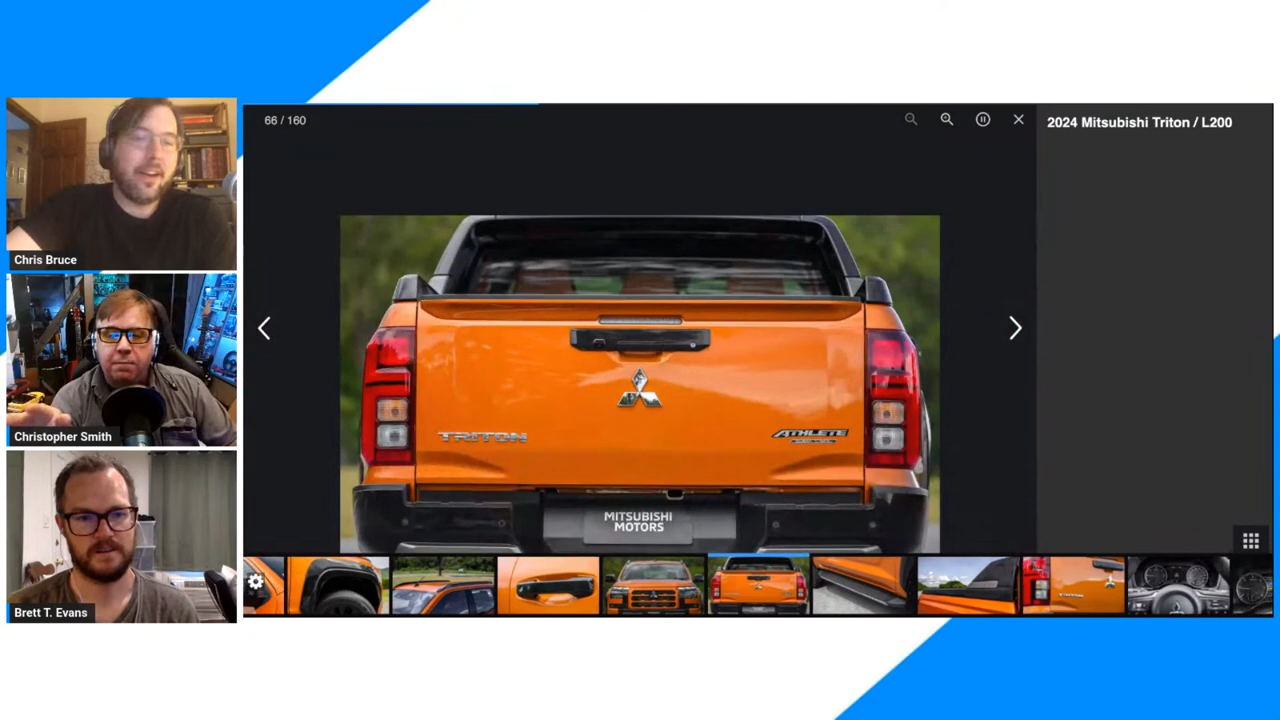 66 / 160
2024 Mitsubishi Triton / L200
Chris Bruce
Christopher Smith
Brett T. Evans
TRITON
ATHLETE
MITSUBISHI
MOTORS